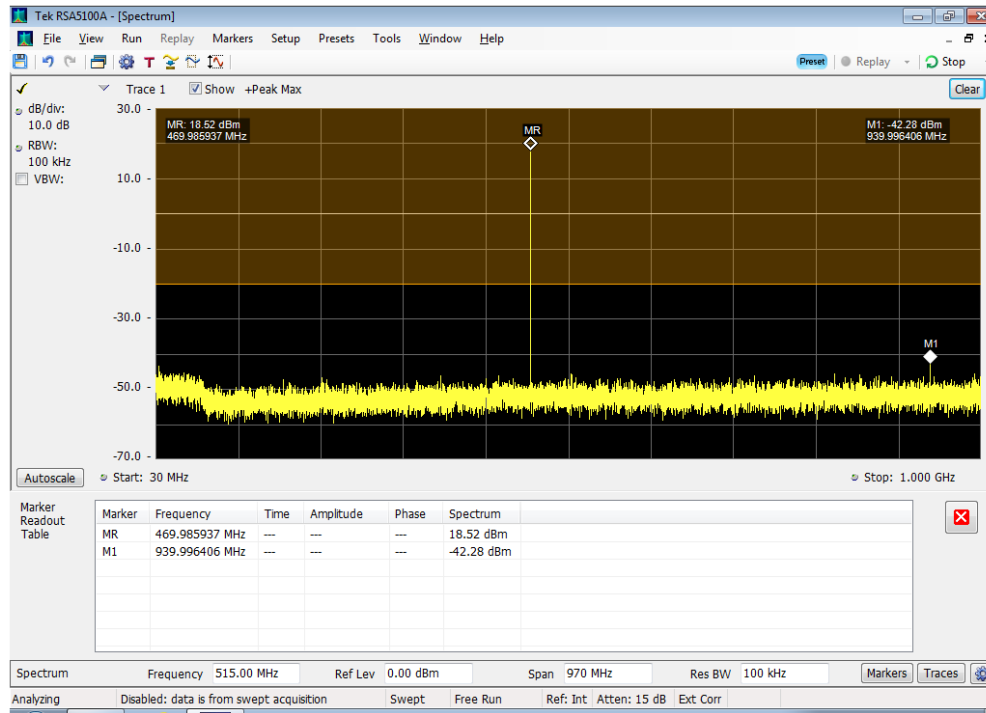 Tek RSA5100A - [Spectrum]
File View Run Replay Markers Setup Presets Tools Window Help
T Preset Replay Stop
Trace 1 Show +Peak Max Clear
dB/div:
10.0 dB
RBW:
100 kHz
VBW:
30.0 -
10.0 -
-10.0 -
-30.0 -
-50.0 -
-70.0 -
MR: 18.52 dBm
469.985937 MHz
MR
M1: -42.28 dBm
939.996406 MHz
M1
Autoscale Start: 30 MHz Stop: 1.000 GHz
Marker
Readout
Table
Marker Frequency Time Amplitude Phase Spectrum
MR 469.985937 MHz --- --- --- 18.52 dBm
M1 939.996406 MHz --- --- --- -42.28 dBm
Spectrum Frequency 515.00 MHz Ref Lev 0.00 dBm Span 970 MHz Res BW 100 kHz Markers Traces
Analyzing Disabled: data is from swept acquisition Swept Free Run Ref: Int Atten: 15 dB Ext Corr